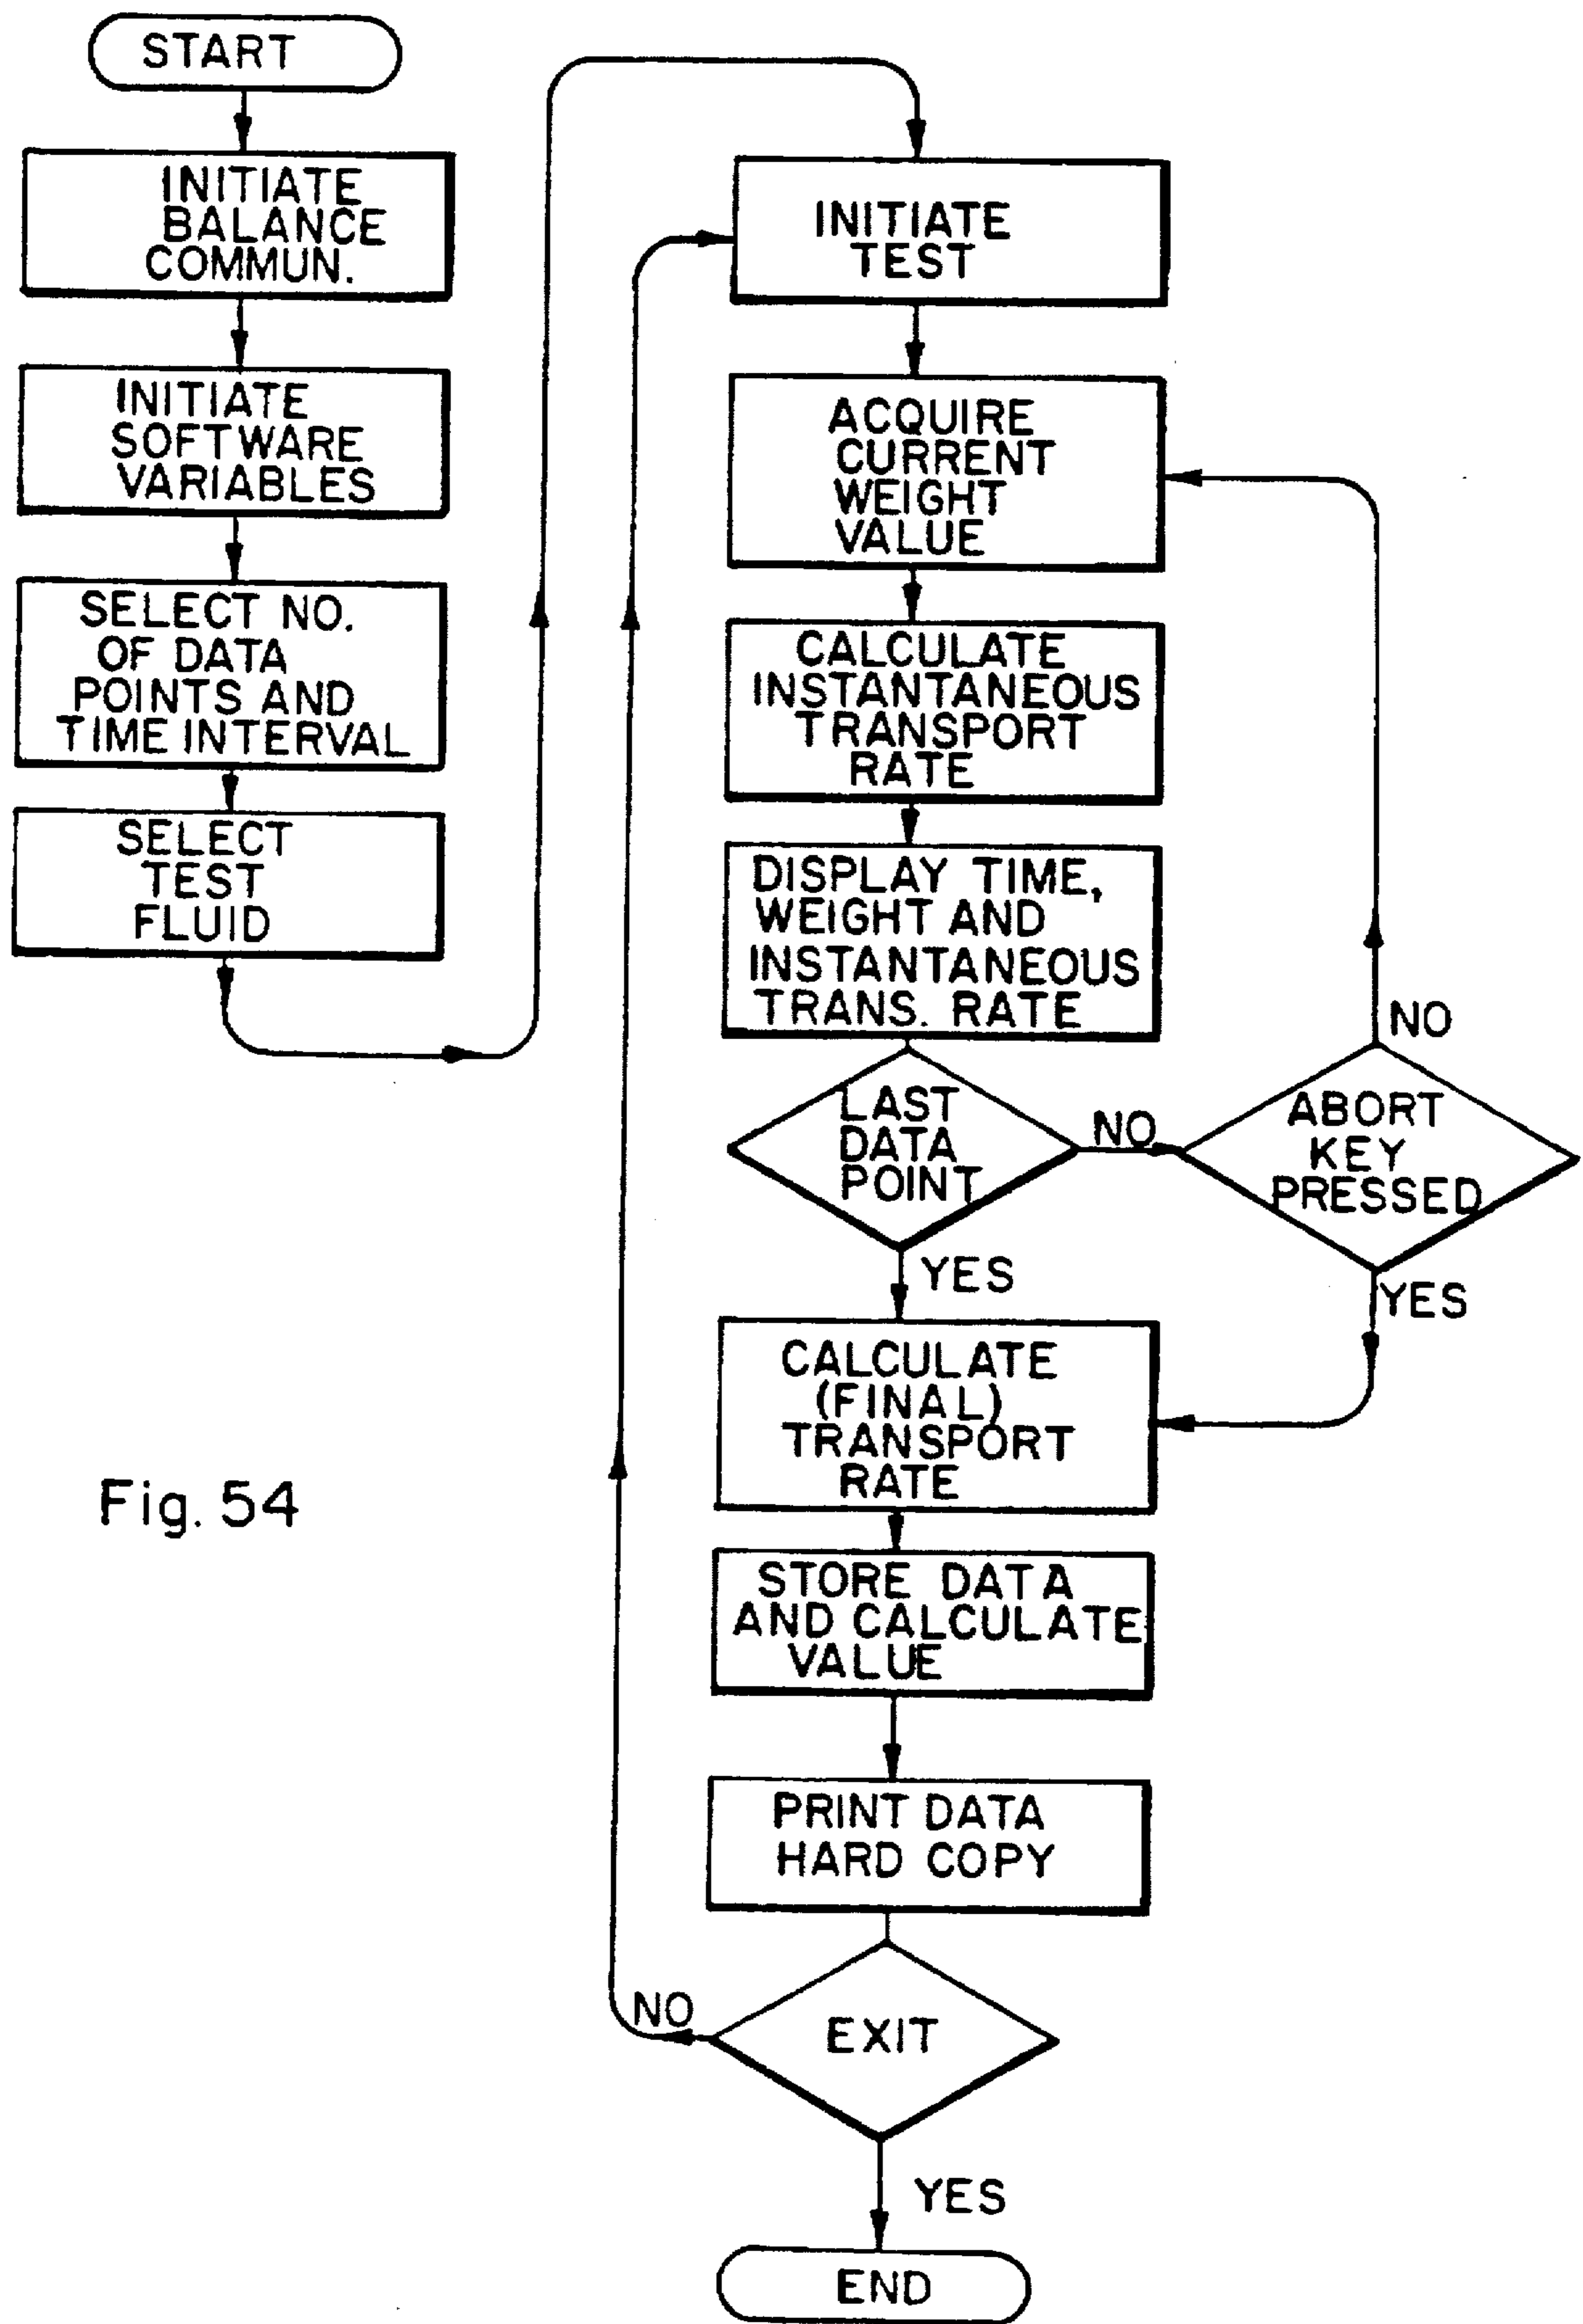 START
INITIATE
BALANCE
COMMUN.
INITIATE
SOFTWARE
VARIABLES
SELECT NO.
OF DATA
POINTS AND
TIME INTERVAL
SELECT
TEST
FLUID
INITIATE
TEST
ACQUIRE
CURRENT
WEIGHT
VALUE
CALCULATE
INSTANTANEOUS
TRANSPORT
RATE
DISPLAY TIME,
WEIGHT AND
INSTANTANEOUS
TRANS. RATE
LAST
DATA
POINT
NO
ABORT
KEY
PRESSED
NO
YES
YES
CALCULATE
(FINAL)
TRANSPORT
RATE
STORE DATA
AND CALCULATE
VALUE
PRINT DATA
HARD COPY
EXIT
NO
YES
END
Fig. 54